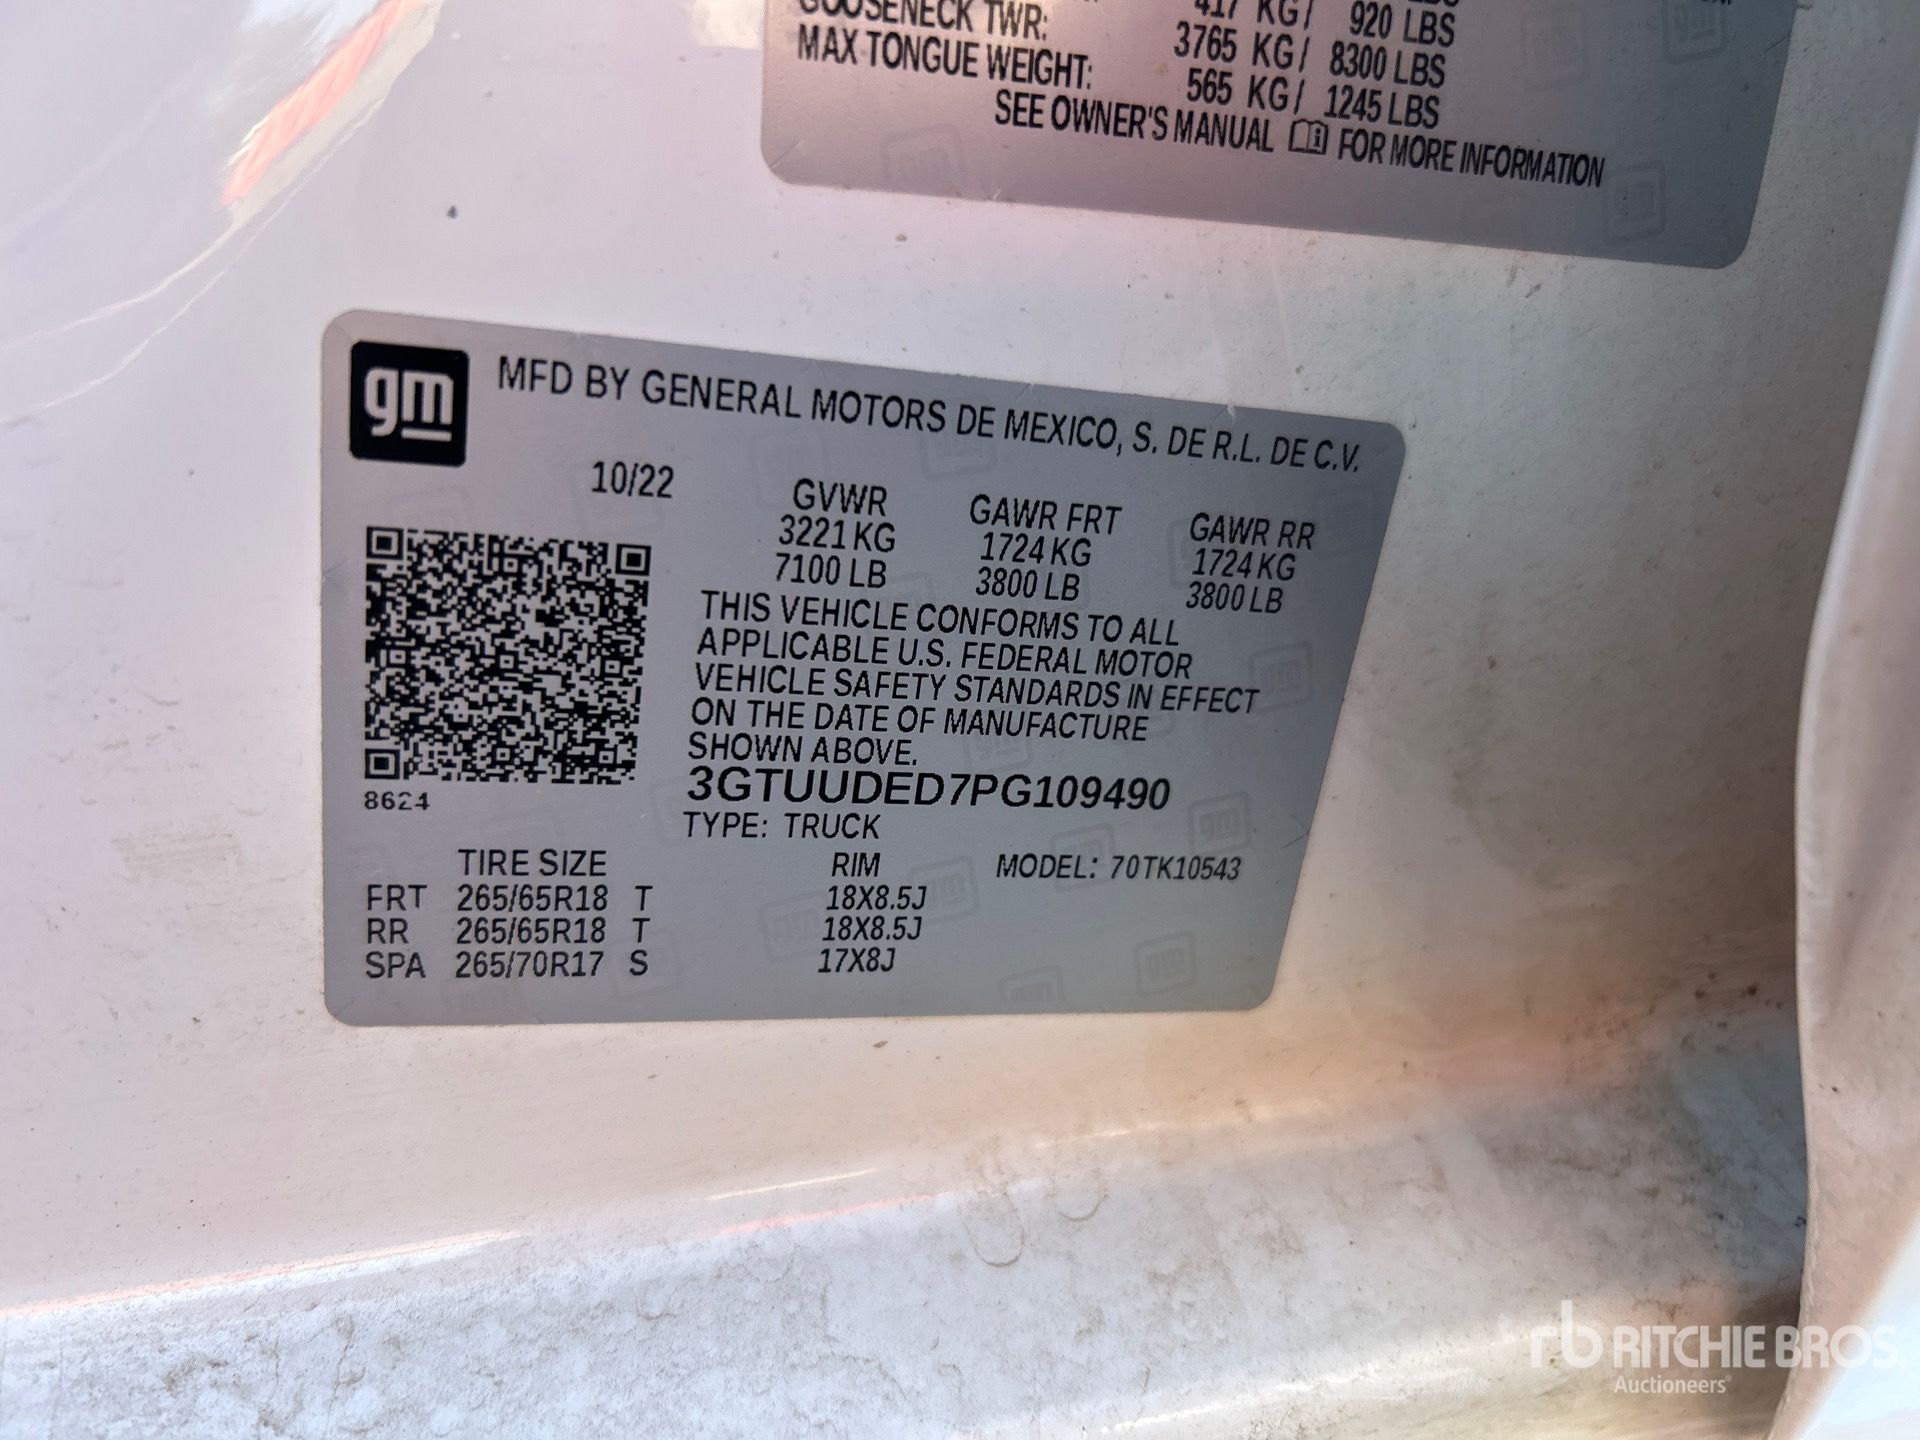 417 KG / 920 LBS
GOOSENECK TWR: 3765 KG / 8300 LBS
MAX TONGUE WEIGHT: 565 KG / 1245 LBS
SEE OWNER'S MANUAL FOR MORE INFORMATION
gm MFD BY GENERAL MOTORS DE MEXICO, S. DE R.L. DE C.V.
10/22 GVWR GAWR FRT GAWR RR
3221 KG 1724 KG 1724 KG
7100 LB 3800 LB 3800 LB
THIS VEHICLE CONFORMS TO ALL
APPLICABLE U.S. FEDERAL MOTOR
VEHICLE SAFETY STANDARDS IN EFFECT
ON THE DATE OF MANUFACTURE
SHOWN ABOVE.
3GTUUDED7PG109490
8624
TYPE: TRUCK
TIRE SIZE RIM MODEL: 70TK10543
FRT 265/65R18 T 18X8.5J
RR 265/65R18 T 18X8.5J
SPA 265/70R17 S 17X8J
rb RITCHIE BROS.
Auctioneers